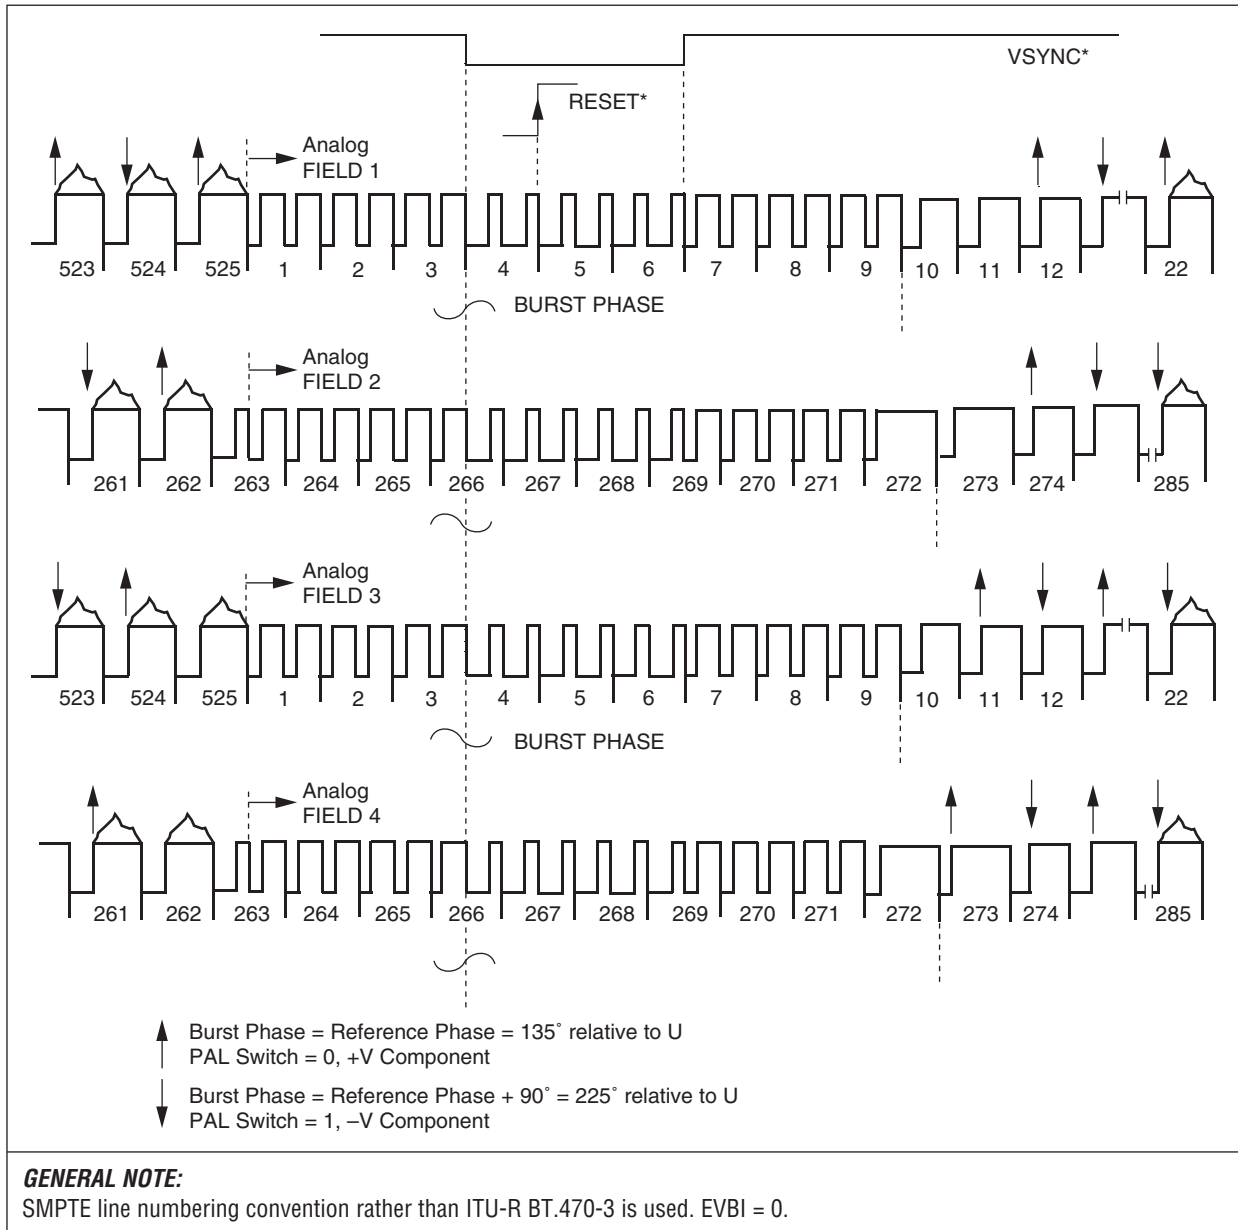 VSYNC*
RESET*
Analog
FIELD 1
523 524 525 1 2 3 4 5 6 7 8 9 10 11 12 22
BURST PHASE
Analog
FIELD 2
261 262 263 264 265 266 267 268 269 270 271 272 273 274 285
Analog
FIELD 3
523 524 525 1 2 3 4 5 6 7 8 9 10 11 12 22
BURST PHASE
Analog
FIELD 4
261 262 263 264 265 266 267 268 269 270 271 272 273 274 285
Burst Phase = Reference Phase = 135˚ relative to U
PAL Switch = 0, +V Component
Burst Phase = Reference Phase + 90˚ = 225˚ relative to U
PAL Switch = 1, –V Component
GENERAL NOTE:
SMPTE line numbering convention rather than ITU-R BT.470-3 is used. EVBI = 0.